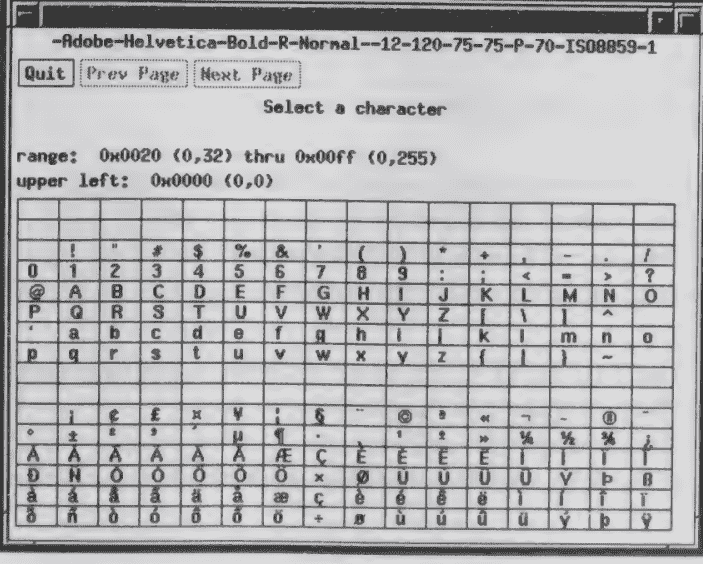 -Adobe-Helvetica-Bold-R-Normal--12-120-75-75-P-70-ISO8859-1
Quit Prev Page Next Page
Select a character
range: 0x0020 (0,32) thru 0x00ff (0,255)
upper left: 0x0000 (0,0)
! " # $ % & ' ( ) * + , - . /
0 1 2 3 4 5 6 7 8 9 : ; < = > ?
@ A B C D E F G H I J K L M N O
P Q R S T U V W X Y Z [ \ ] ^
‘ a b c d e f g h i j k l m n o
p q r s t u v w x y z { | } ~
¡ ¢ £ ¤ ¥ ¦ § ¨ © ª « ¬ - ® ¯
° ± ² ³ ´ µ ¶ · ¹ º » ¼ ½ ¾ ¿
À Á Â Ã Ä Å Æ Ç È É Ê Ë Ì Í Î Ï
Ð Ñ Ò Ó Ô Õ Ö × Ø Ù Ú Û Ü Ý Þ ß
à á â ã ä å æ ç è é ê ë ì í î ï
ð ñ ò ó ô õ ö ÷ ø ù ú û ü ý þ ÿ